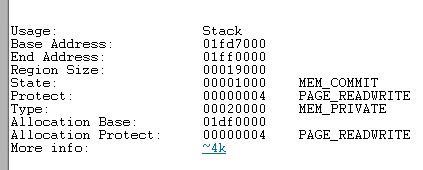 Usage: Stack
Base Address: 01fd7000
End Address: 01ff0000
Region Size: 00019000
State: 00001000 MEM_COMMIT
Protect: 00000004 PAGE_READWRITE
Type: 00020000 MEM_PRIVATE
Allocation Base: 01df0000
Allocation Protect: 00000004 PAGE_READWRITE
More info: ~4k